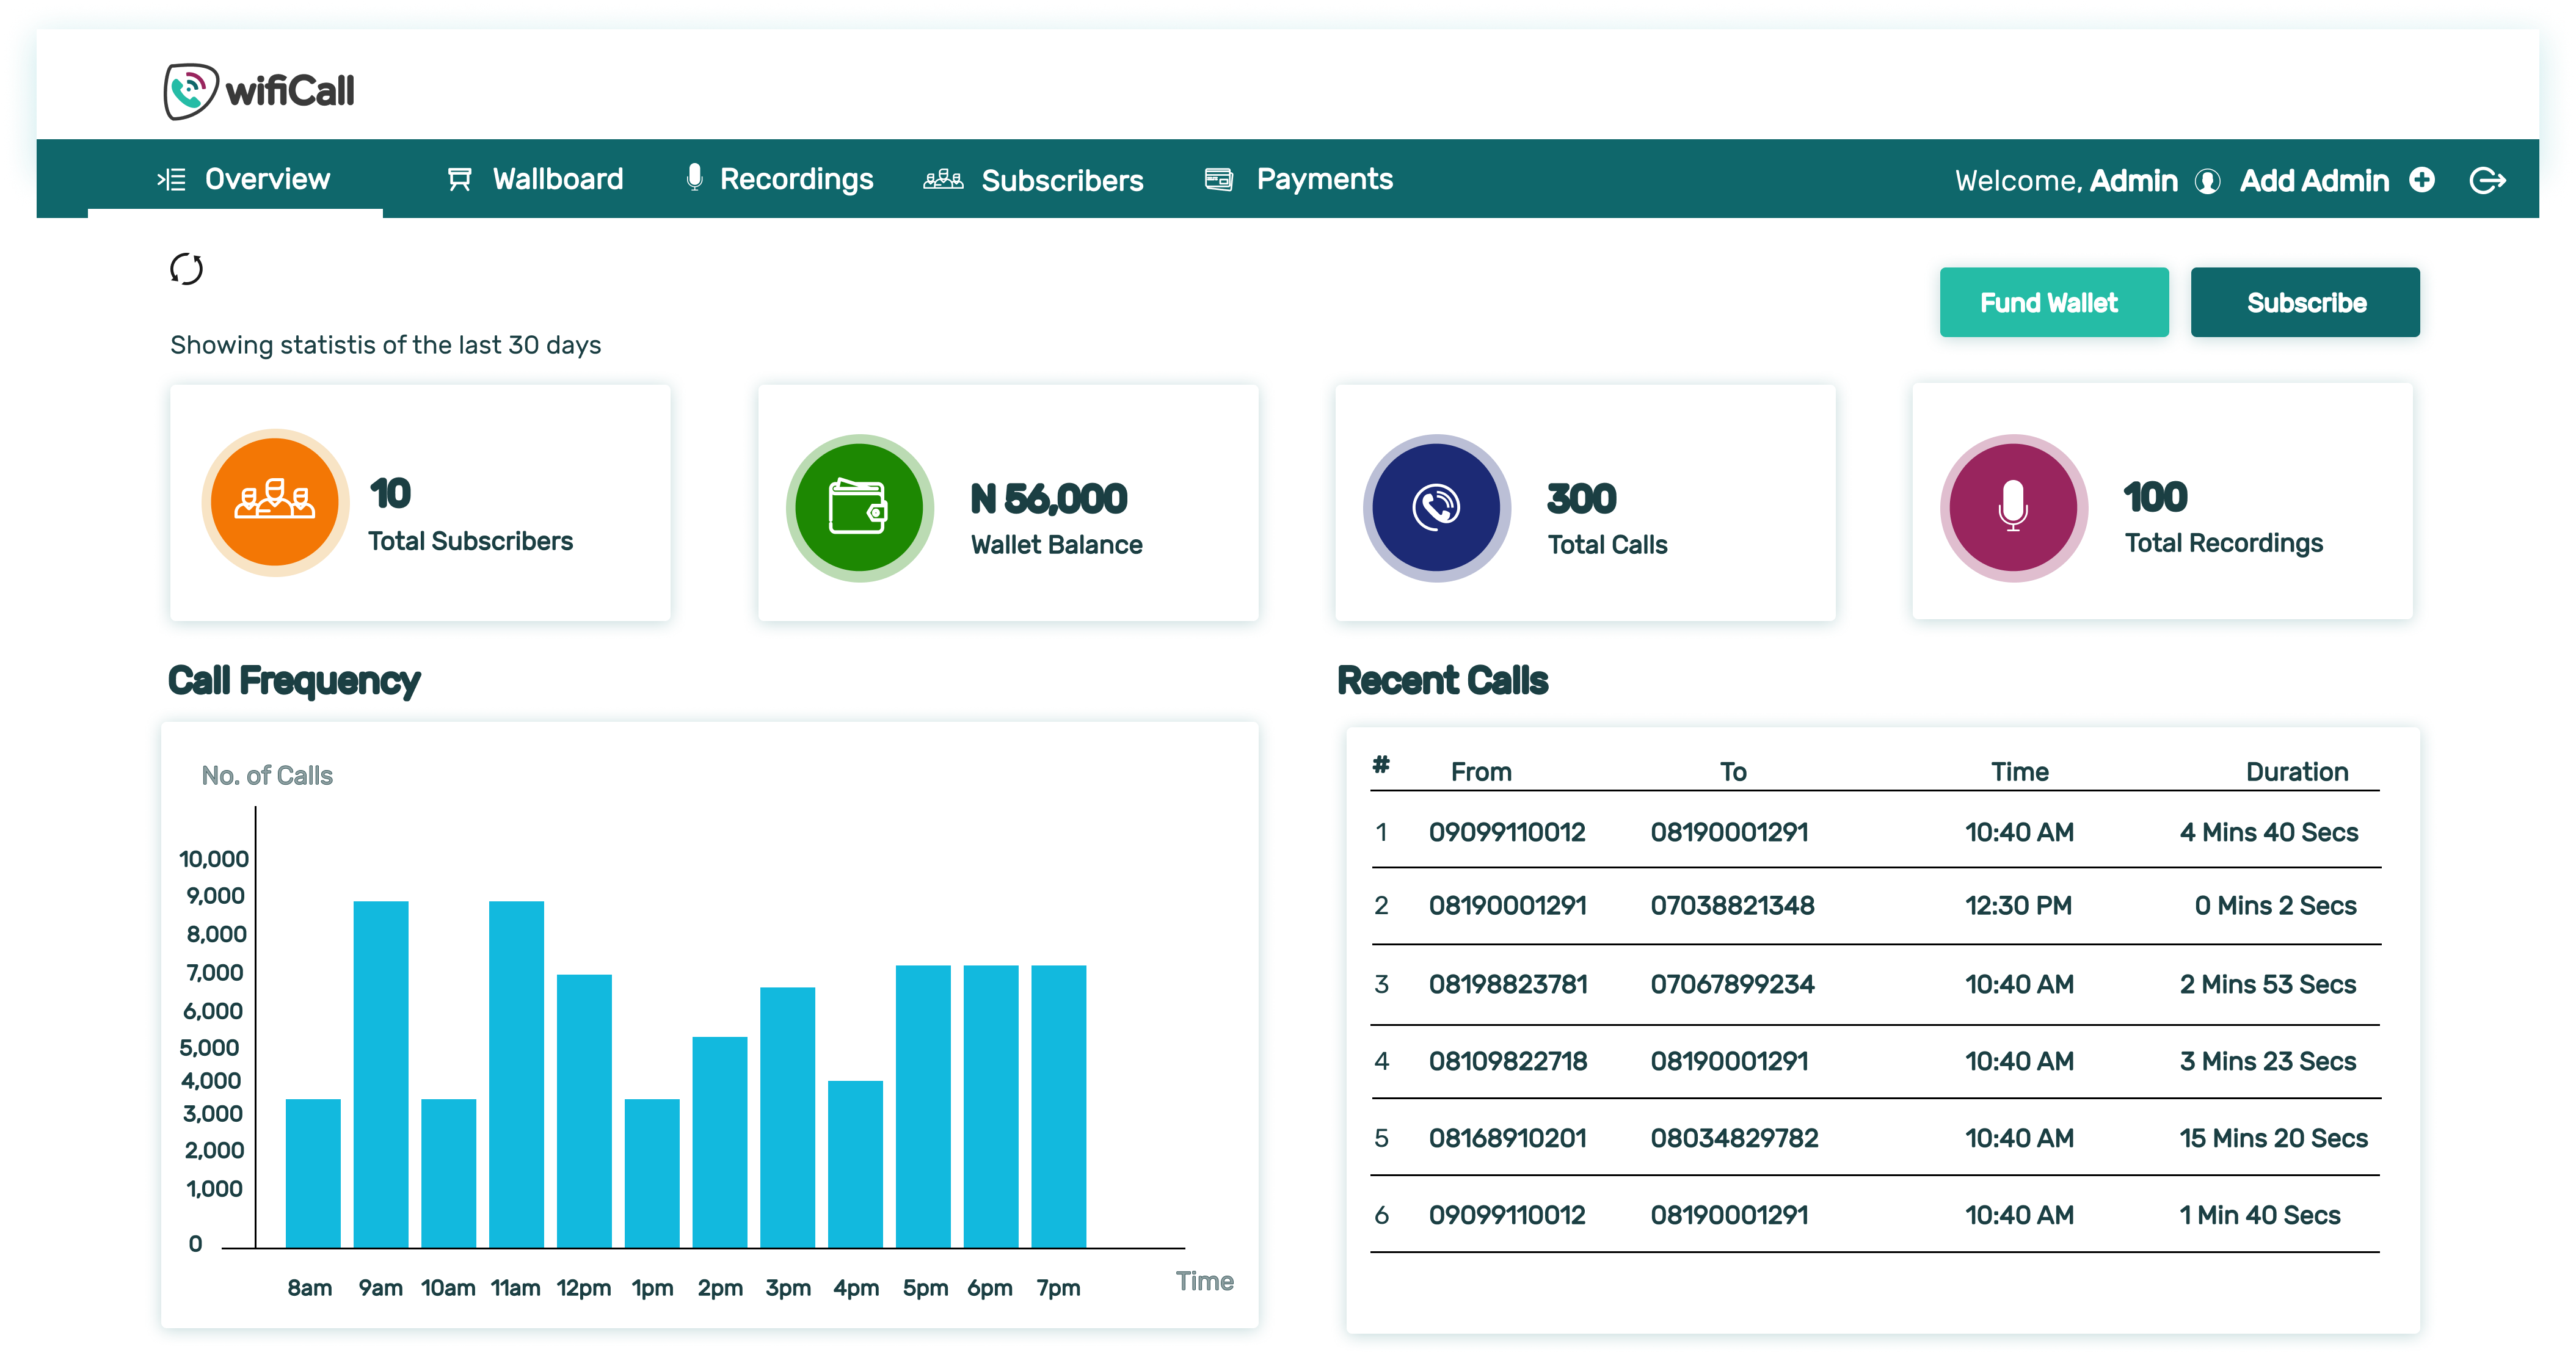 wifiCall
Overview
Wallboard
Recordings
Subscribers
Payments
Welcome, Admin
Add Admin
Fund Wallet
Subscribe
Showing statistis of the last 30 days
10
Total Subscribers
N 56,000
Wallet Balance
300
Total Calls
100
Total Recordings
Call Frequency
No. of Calls
10,000
9,000
8,000
7,000
6,000
5,000
4,000
3,000
2,000
1,000
0
8am 9am 10am 11am 12pm 1pm 2pm 3pm 4pm 5pm 6pm 7pm
Time
Recent Calls
# From To Time Duration
1 09099110012 08190001291 10:40 AM 4 Mins 40 Secs
2 08190001291 07038821348 12:30 PM 0 Mins 2 Secs
3 08198823781 07067899234 10:40 AM 2 Mins 53 Secs
4 08109822718 08190001291 10:40 AM 3 Mins 23 Secs
5 08168910201 08034829782 10:40 AM 15 Mins 20 Secs
6 09099110012 08190001291 10:40 AM 1 Min 40 Secs